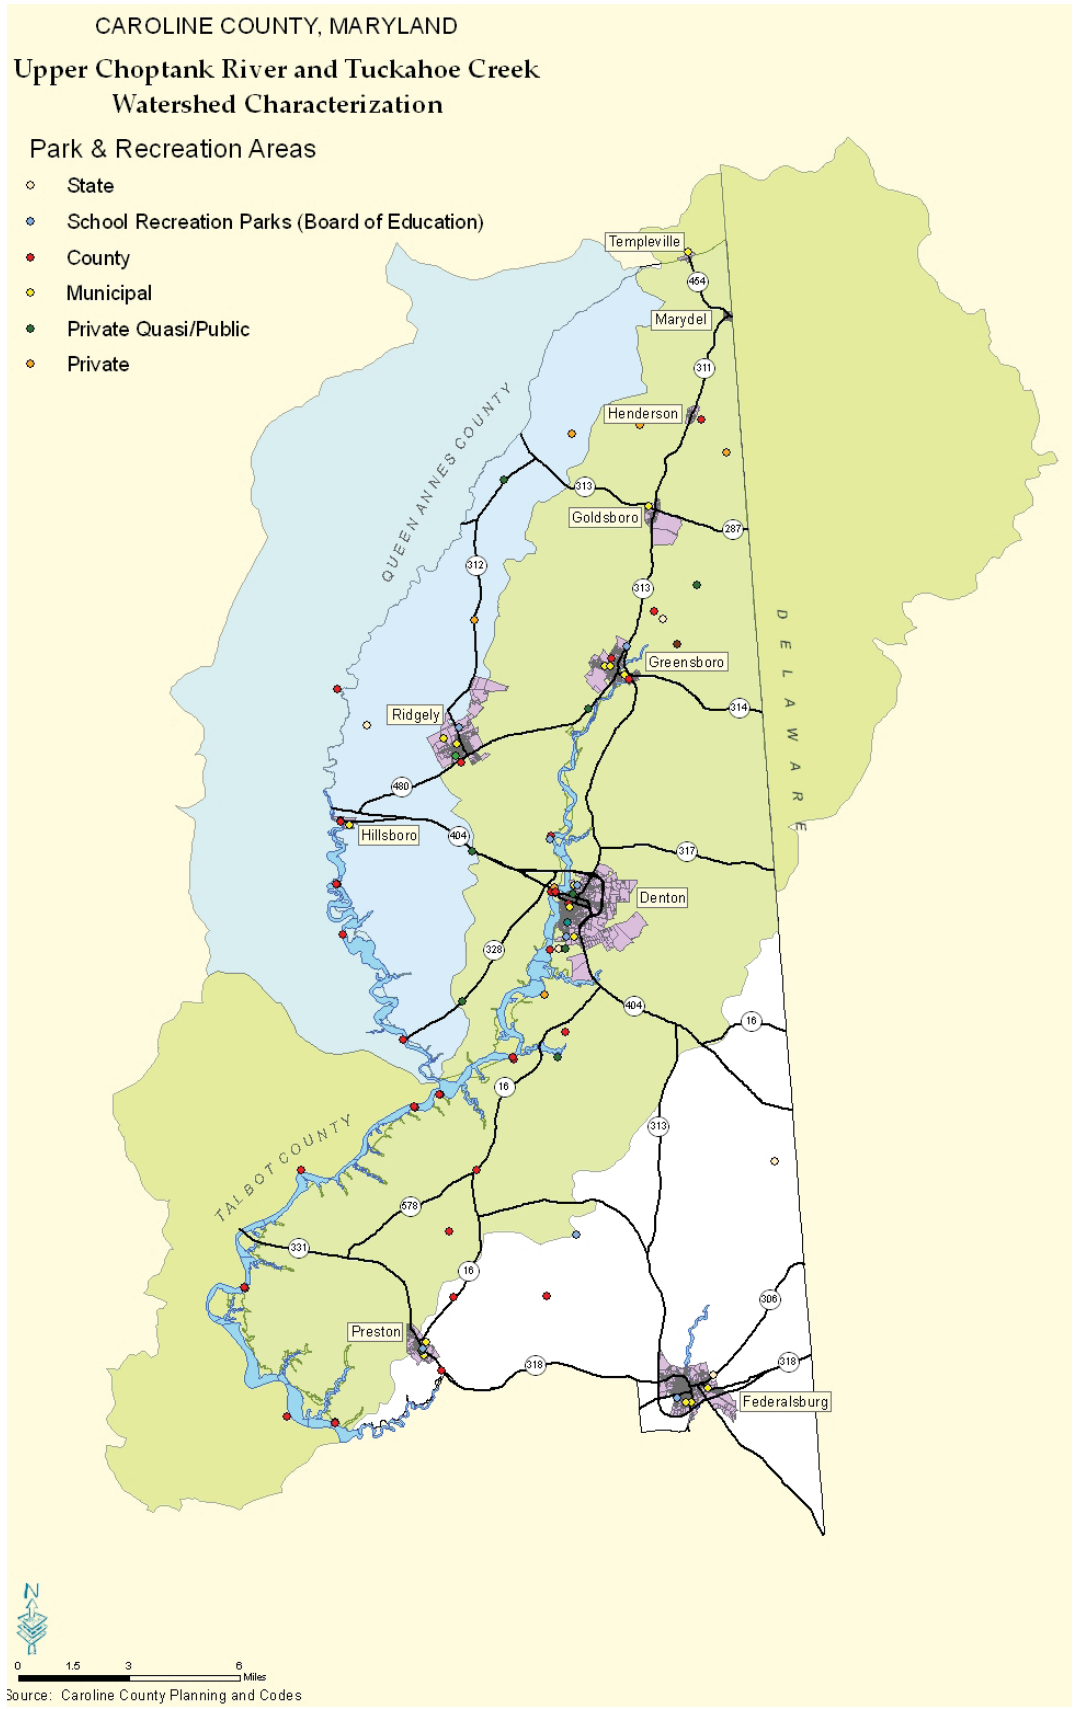 CAROLINE COUNTY, MARYLAND
Upper Choptank River and Tuckahoe Creek
Watershed Characterization
Park & Recreation Areas
State
School Recreation Parks (Board of Education)
County
Municipal
Private Quasi/Public
Private
Templeville
454
Marydel
311
QUEEN ANNES COUNTY
Henderson
313
Goldsboro
287
312
313
DELAWARE
Greensboro
314
Ridgely
480
Hillsboro
404
317
Denton
328
404
16
16
313
TALBOT COUNTY
578
331
16
306
Preston
318
318
Federalsburg
N
0 1.5 3 6
Miles
Source: Caroline County Planning and Codes